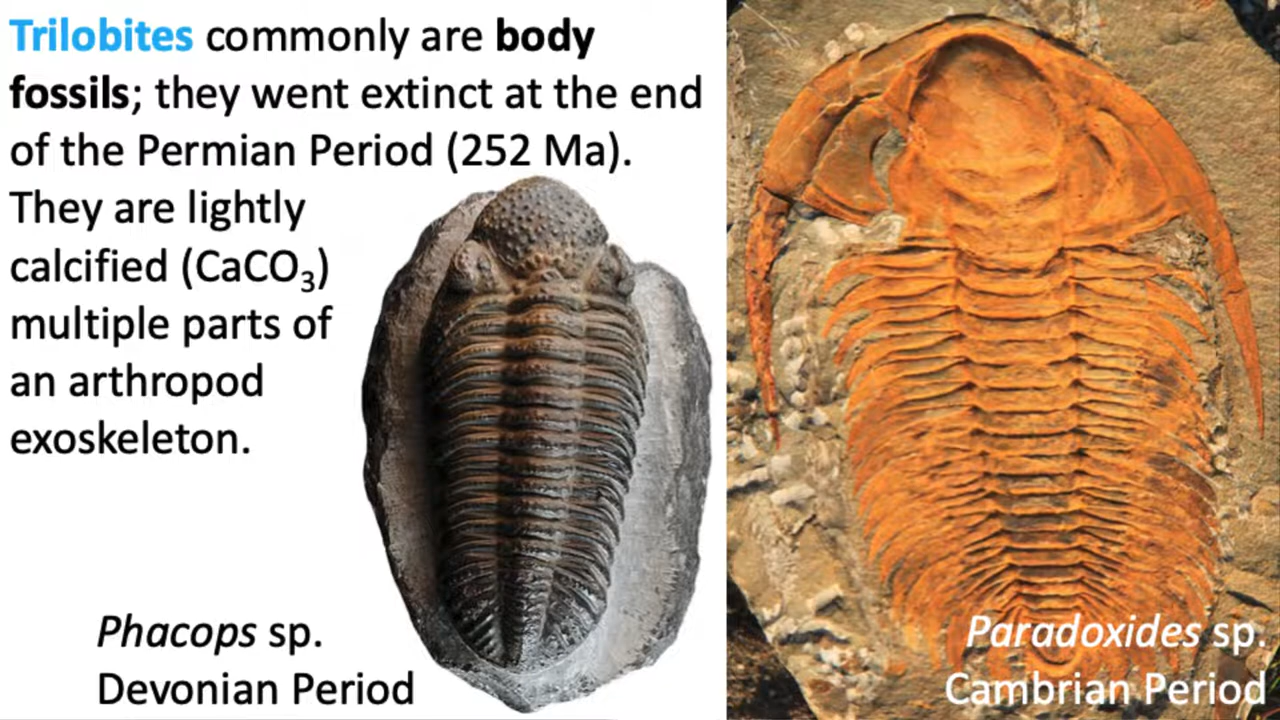 Trilobites commonly are body
fossils; they went extinct at the end
of the Permian Period (252 Ma).
They are lightly
calcified (CaCO₃)
multiple parts of
an arthropod
exoskeleton.
Phacops sp.
Devonian Period
Paradoxides sp.
Cambrian Period